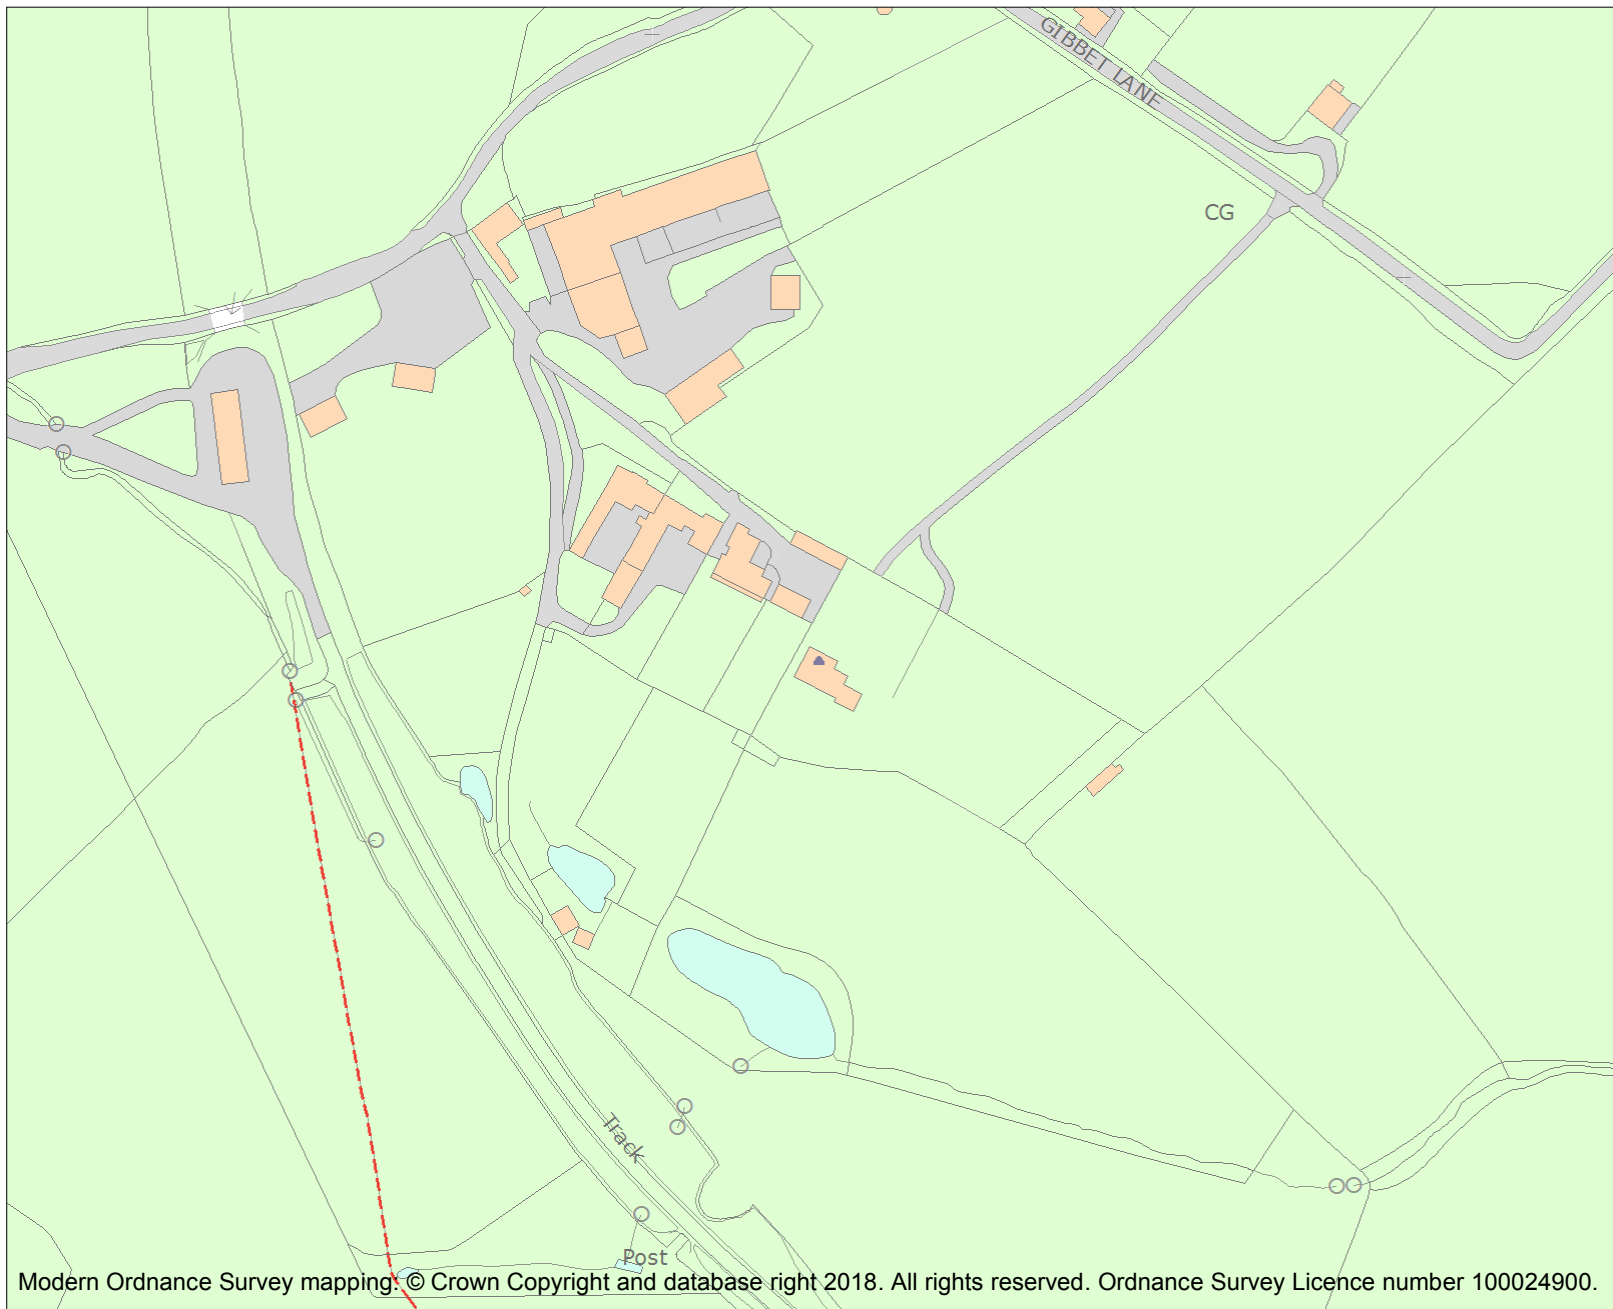 GIBBET LANE
CG
Track
Post
Modern Ordnance Survey mapping: © Crown Copyright and database right 2018. All rights reserved. Ordnance Survey Licence number 100024900.